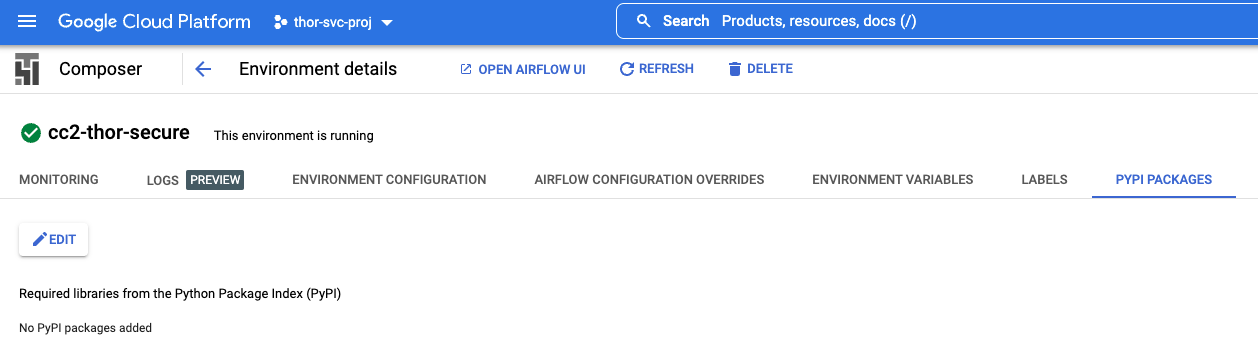 Google Cloud Platform thor-svc-proj Search Products, resources, docs (/)
Composer Environment details OPEN AIRFLOW UI REFRESH DELETE
cc2-thor-secure This environment is running
MONITORING LOGS PREVIEW ENVIRONMENT CONFIGURATION AIRFLOW CONFIGURATION OVERRIDES ENVIRONMENT VARIABLES LABELS PYPI PACKAGES
EDIT
Required libraries from the Python Package Index (PyPI)
No PyPI packages added